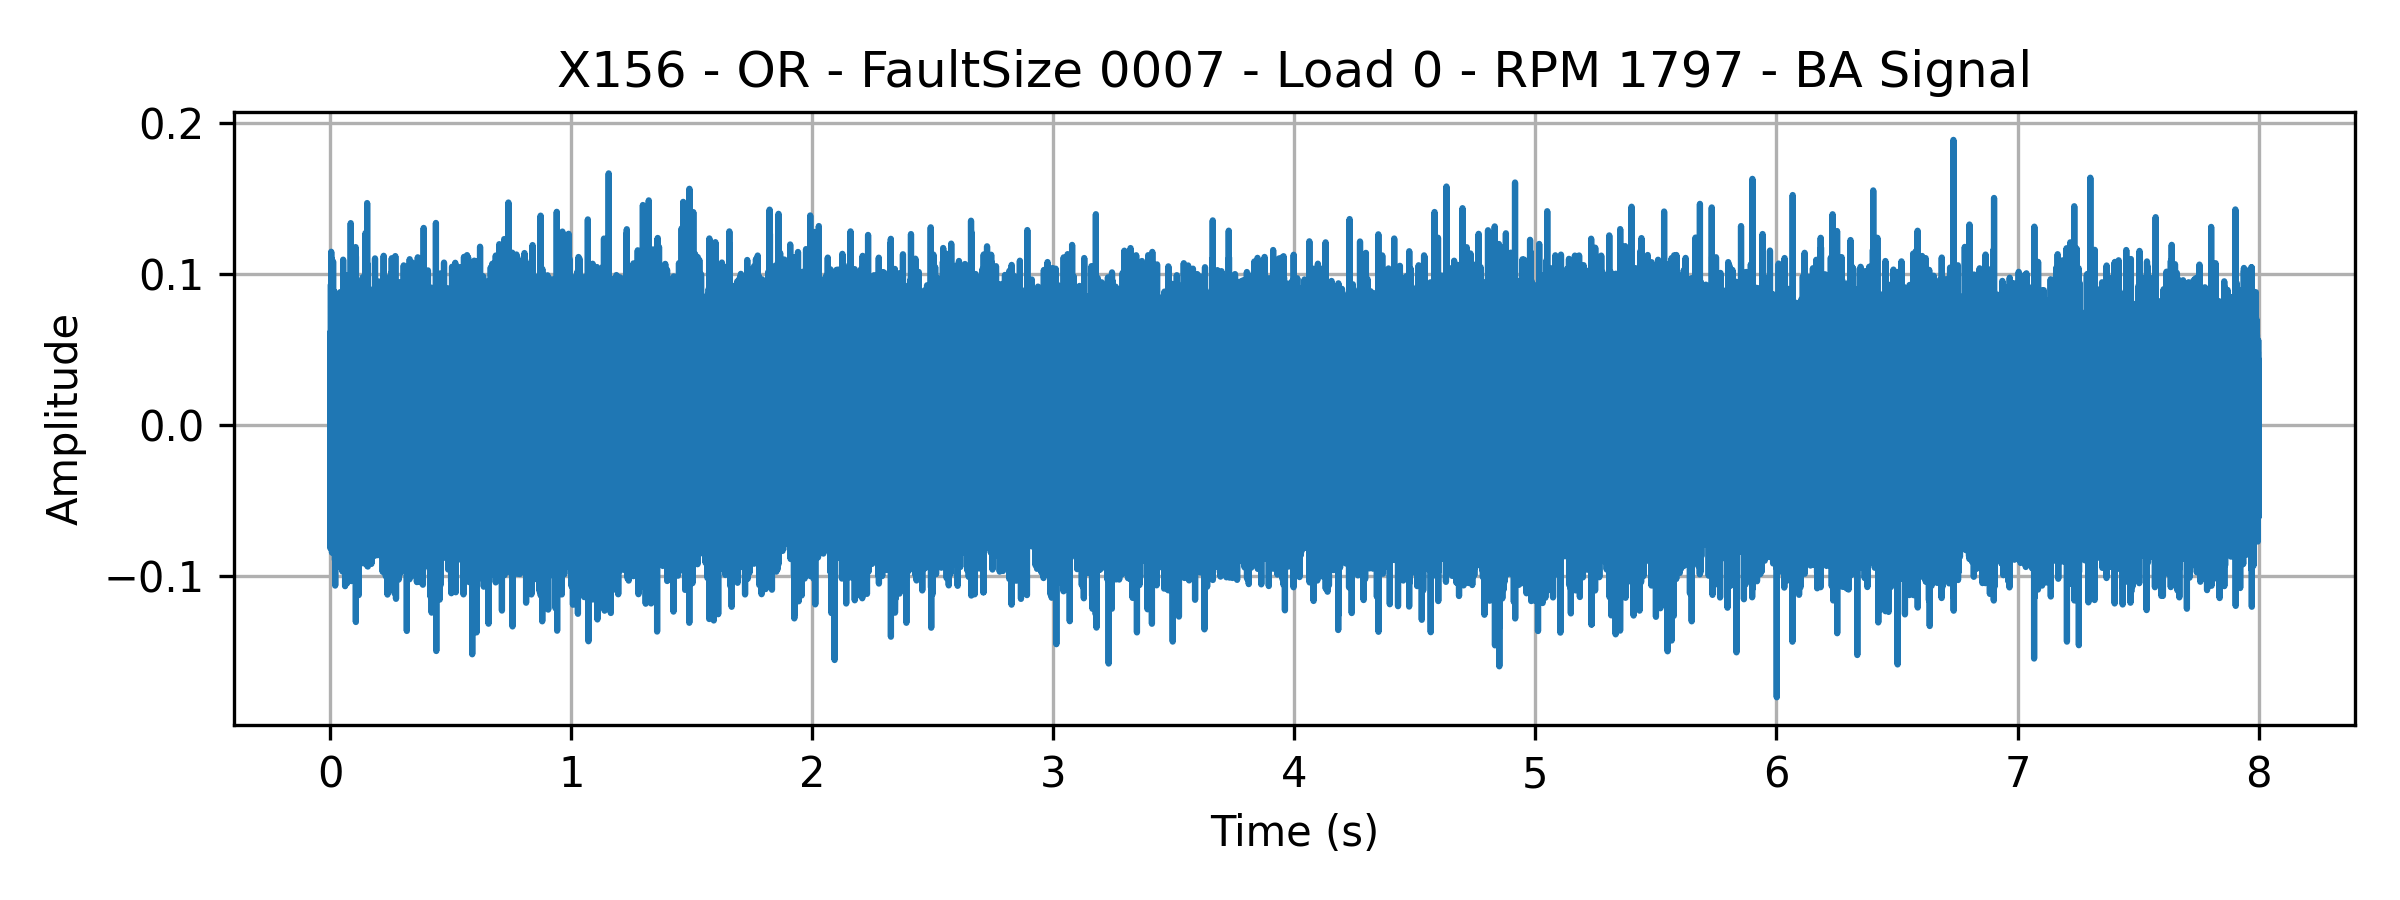 X156 - OR - FaultSize 0007 - Load 0 - RPM 1797 - BA Signal
0.2
0.1
0.0
−0.1
Amplitude
0 1 2 3 4 5 6 7 8
Time (s)